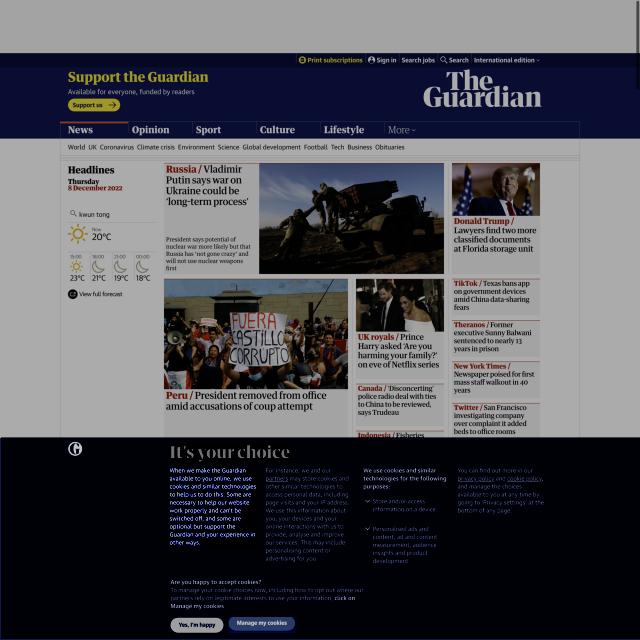 Print subscriptions
Sign in
Search jobs
Search
International edition
Support the Guardian
Available for everyone, funded by readers
Support us
The
Guardian
News
Opinion
Sport
Culture
Lifestyle
More
World UK Coronavirus Climate crisis Environment Science Global development Football Tech Business Obituaries
Headlines
Thursday
8 December 2022
kwun tong
Now
20°C
15:00 18:00 21:00 00:00
23°C 21°C 19°C 18°C
View full forecast
Russia / Vladimir
Putin says war on
Ukraine could be
‘long-term process’
President says potential of
nuclear war more likely but that
Russia has ‘not gone crazy’ and
will not use nuclear weapons
first
Donald Trump /
Lawyers find two more
classified documents
at Florida storage unit
FUERA
CASTILLO
CORRUPTO
Peru / President removed from office
amid accusations of coup attempt
UK royals / Prince
Harry asked ‘Are you
harming your family?’
on eve of Netflix series
Canada / ‘Disconcerting’
police radio deal with ties
to China to be reviewed,
says Trudeau
Indonesia / Fisheries
TikTok / Texas bans app
on government devices
amid China data-sharing
fears
Theranos / Former
executive Sunny Balwani
sentenced to nearly 13
years in prison
New York Times /
Newspaper poised for first
mass staff walkout in 40
years
Twitter / San Francisco
investigating company
over complaint it added
beds to office rooms
It's your choice
When we make the Guardian
available to you online, we use
cookies and similar technologies
to help us to do this. Some are
necessary to help our website
work properly and can't be
switched off, and some are
optional but support the
Guardian and your experience in
other ways.
For instance, we and our
partners may store cookies and
other similar technologies to
access personal data, including
page visits and your IP address.
We use this information about
you, your devices and your
online interactions with us to
provide, analyse and improve
our services. This may include
personalising content or
advertising for you.
We use cookies and similar
technologies for the following
purposes:
Store and/or access
information on a device
Personalised ads and
content, ad and content
measurement, audience
insights and product
development
You can find out more in our
privacy policy and cookie policy,
and manage the choices
available to you at any time by
going to 'Privacy settings' at the
bottom of any page.
Are you happy to accept cookies?
To manage your cookie choices now, including how to opt out where our
partners rely on legitimate interests to use your information, click on
Manage my cookies
Yes, I'm happy
Manage my cookies